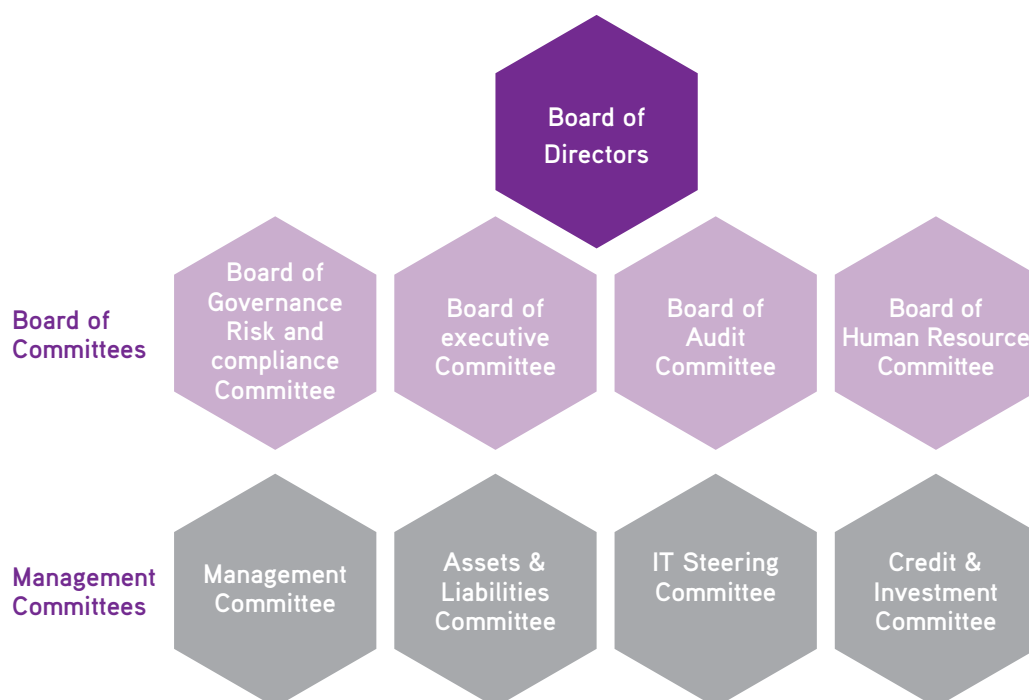 Board of
Directors
Board of
Committees
Board of
Governance
Risk and
compliance
Committee
Board of
executive
Committee
Board of
Audit
Committee
Board of
Human Resource
Committee
Management
Committees
Management
Committee
Assets &
Liabilities
Committee
IT Steering
Committee
Credit &
Investment
Committee